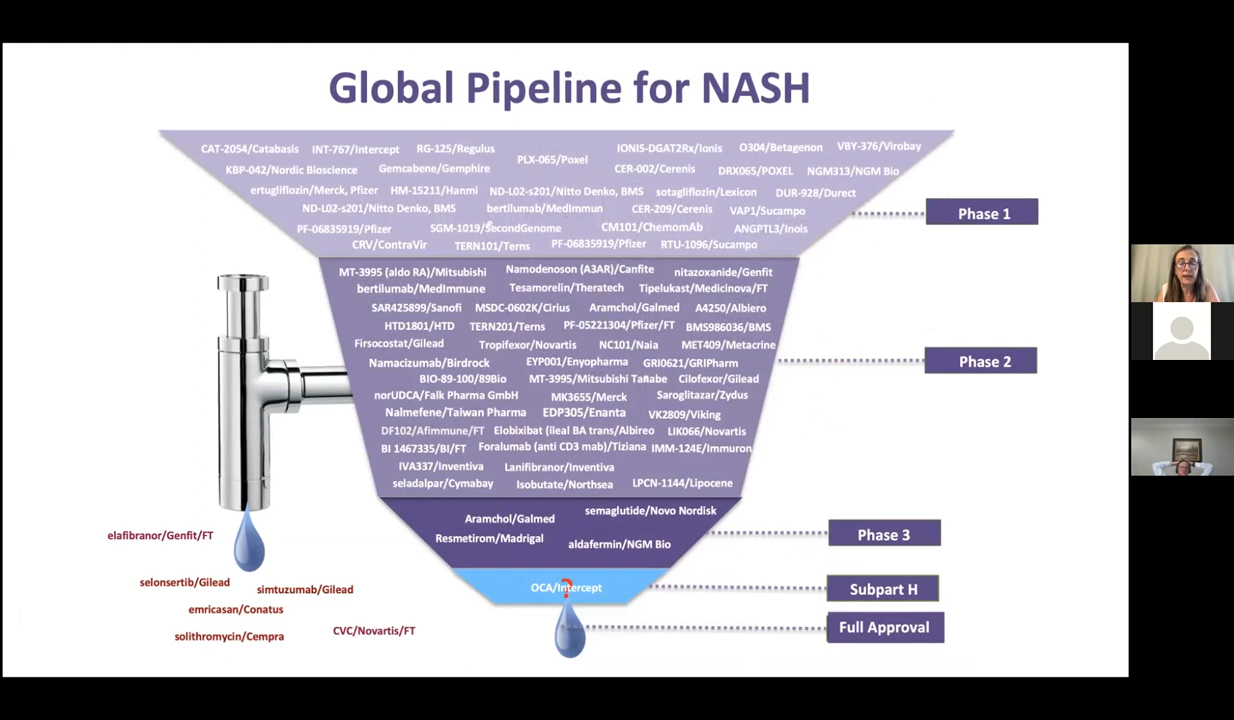 Global Pipeline for NASH
CAT-2054/Catabasis INT-767/Intercept RG-125/Regulus PLX-065/Poxel IONIS-DGAT2Rx/Ionis O304/Betagenon VBY-376/Virobay
KBP-042/Nordic Bioscience Gemcabene/Gemphire CER-002/Cerenis DRX065/POXEL NGM313/NGM Bio
ertugliflozin/Merck, Pfizer HM-15211/Hanmi ND-L02-s201/Nitto Denko, BMS sotagliflozin/Lexicon DUR-928/Durect
ND-L02-s201/Nitto Denko, BMS bertilumab/MedImmun CER-209/Cerenis VAP1/Sucampo
e
PF-06835919/Pfizer SGM-1019/SecondGenome CM101/ChemomAb ANGPTL3/Inois
CRV/ContraVir TERN101/Terns PF-06835919/Pfizer RTU-1096/Sucampo
Phase 1
MT-3995 (aldo RA)/Mitsubishi Namodenoson (A3AR)/Canfite nitazoxanide/Genfit
bertilumab/MedImmune Tesamorelin/Theratech Tipelukast/Medicinova/FT
SAR425899/Sanofi MSDC-0602K/Cirius Aramchol/Galmed A4250/Albiero
HTD1801/HTD TERN201/Terns PF-05221304/Pfizer/FT BMS986036/BMS
Firsocostat/Gilead Tropifexor/Novartis NC101/Naia MET409/Metacrine
Namacizumab/Birdrock EYP001/Enyopharma GRI0621/GRIPharm
BIO-89-100/89Bio MT-3995/Mitsubishi Tanabe Cilofexor/Gilead
norUDCA/Falk Pharma GmbH MK3655/Merck Saroglitazar/Zydus
Nalmefene/Taiwan Pharma EDP305/Enanta VK2809/Viking
DF102/Afimmune/FT Elobixibat (ileal BA trans/Albireo LIK066/Novartis
BI 1467335/BI/FT Foralumab (anti CD3 mab)/Tiziana IMM-124E/Immuron
IVA337/Inventiva Lanifibranor/Inventiva
seladalpar/Cymabay Isobutate/Northsea LPCN-1144/Lipocene
Phase 2
Aramchol/Galmed semaglutide/Novo Nordisk
Resmetirom/Madrigal aldafermin/NGM Bio
Phase 3
OCA/Intercept
?
Subpart H
Full Approval
elafibranor/Genfit/FT
selonsertib/Gilead simtuzumab/Gilead
emricasan/Conatus
solithromycin/Cempra CVC/Novartis/FT